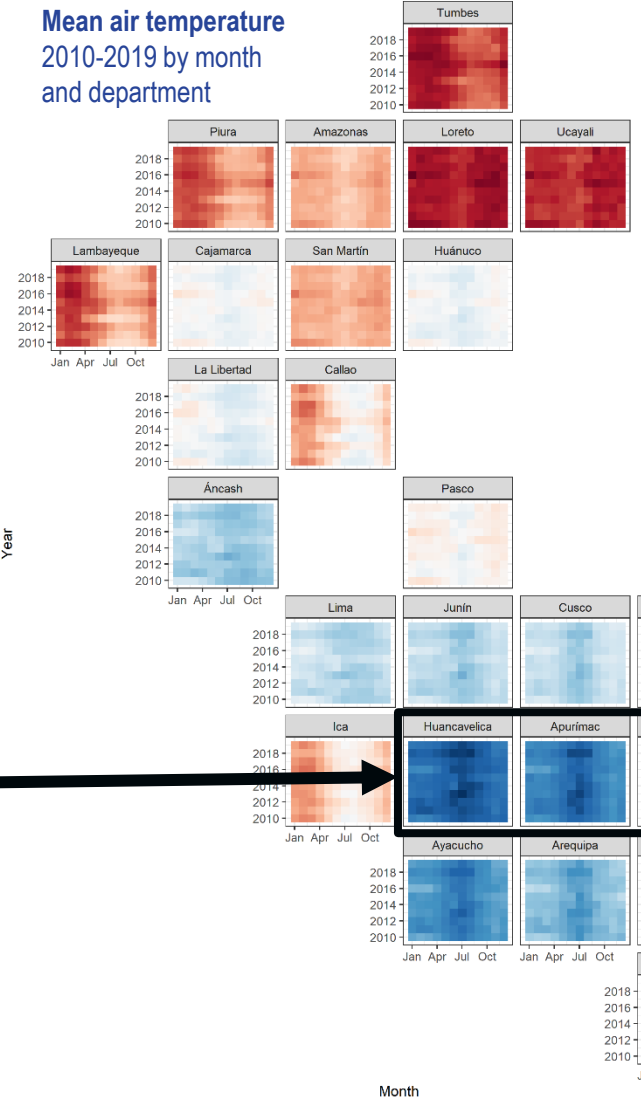 Mean air temperature
2010-2019 by month
and department
Tumbes
2018
2016
2014
2012
2010
Piura Amazonas Loreto Ucayali
2018
2016
2014
2012
2010
Lambayeque Cajamarca San Martín Huánuco
2018
2016
2014
2012
2010
Jan Apr Jul Oct
La Libertad Callao
2018
2016
2014
2012
2010
Áncash Pasco
2018
2016
2014
2012
2010
Jan Apr Jul Oct
Year
Lima Junín Cusco
2018
2016
2014
2012
2010
Ica Huancavelica Apurímac
2018
2016
2014
2012
2010
Jan Apr Jul Oct
Ayacucho Arequipa
2018
2016
2014
2012
2010
Jan Apr Jul Oct Jan Apr Jul Oct
2018
2016
2014
2012
2010
Month